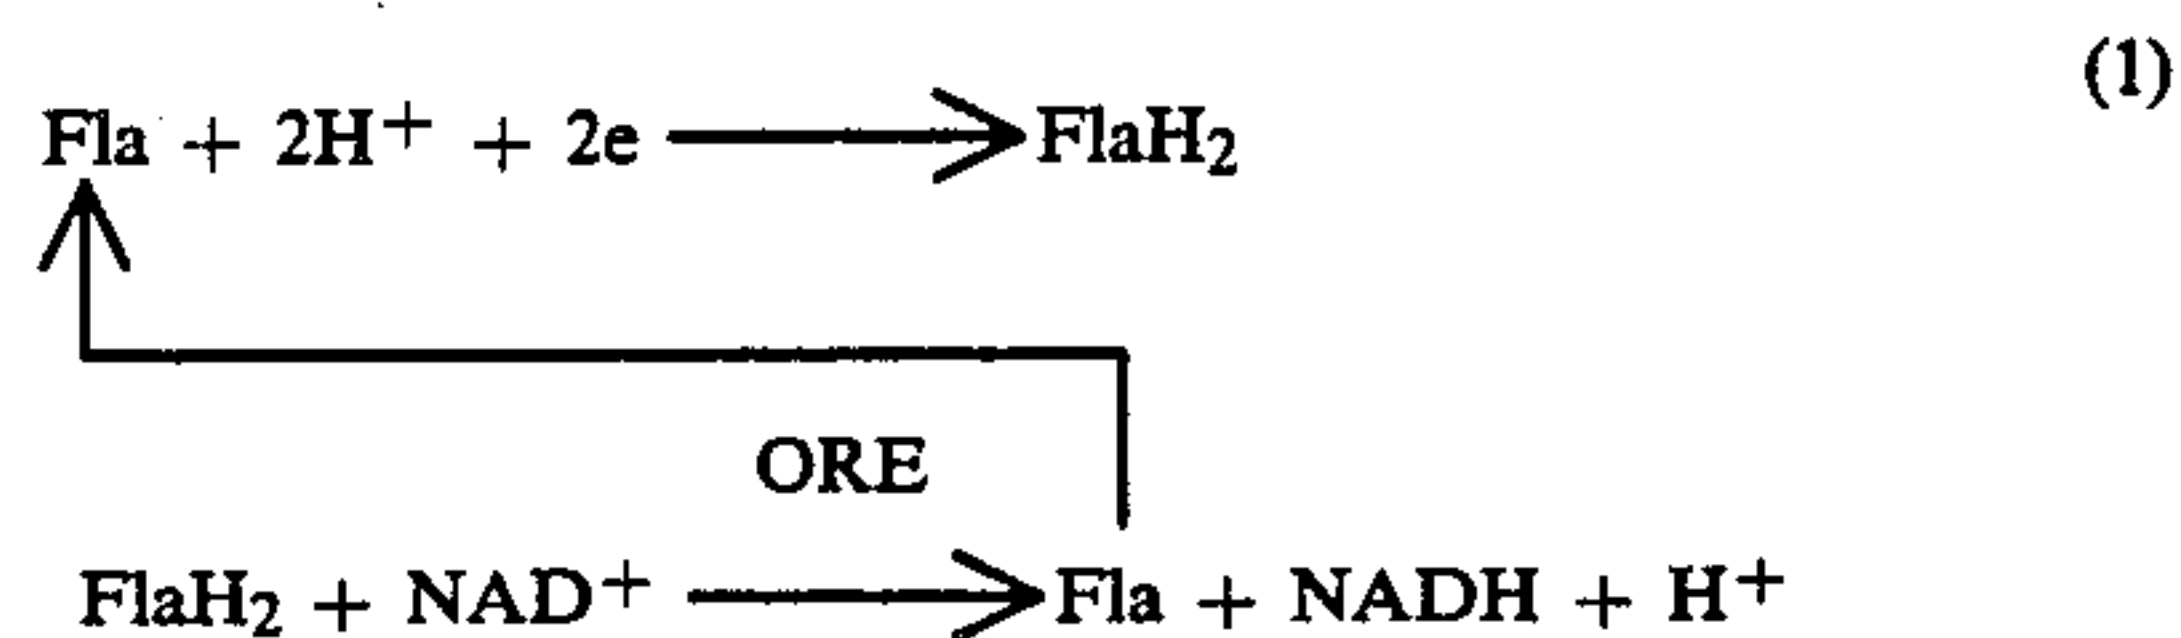 (1)
Fla + 2H⁺ + 2e ⟶ FlaH₂
ORE
FlaH₂ + NAD⁺ ⟶ Fla + NADH + H⁺